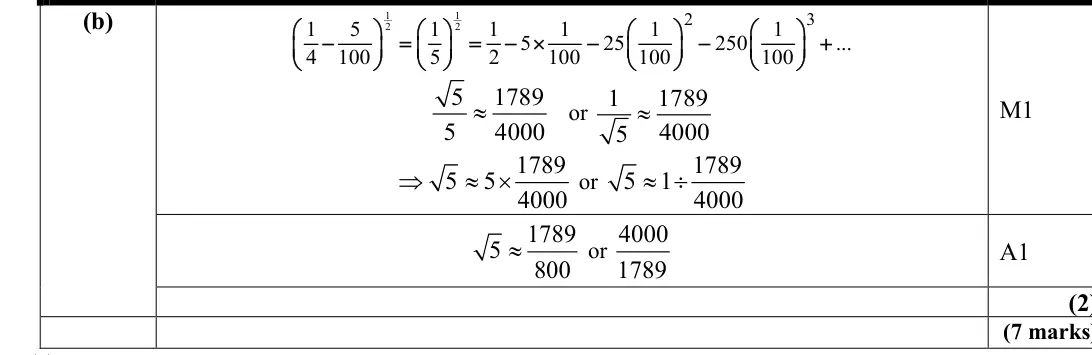 (b)
(1/4 − 5/100)^(1/2) = (1/5)^(1/2) = 1/2 − 5 × 1/100 − 25(1/100)^2 − 250(1/100)^3 + ...
√5/5 ≈ 1789/4000 or 1/√5 ≈ 1789/4000
M1
⇒ √5 ≈ 5 × 1789/4000 or √5 ≈ 1 ÷ 1789/4000
√5 ≈ 1789/800 or 4000/1789
A1
(2)
(7 marks)